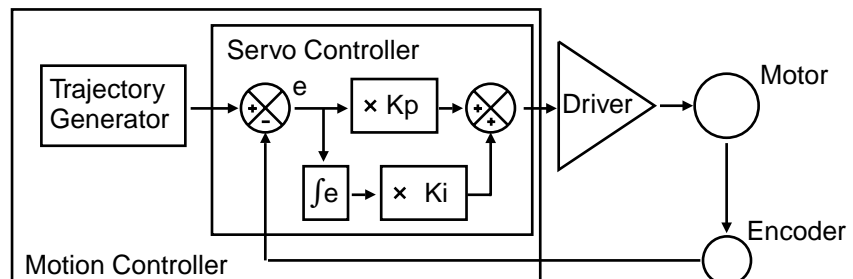 Servo Controller
Trajectory
Generator
+
-
e
× Kp
+
+
Driver
Motor
∫e
× Ki
Encoder
Motion Controller